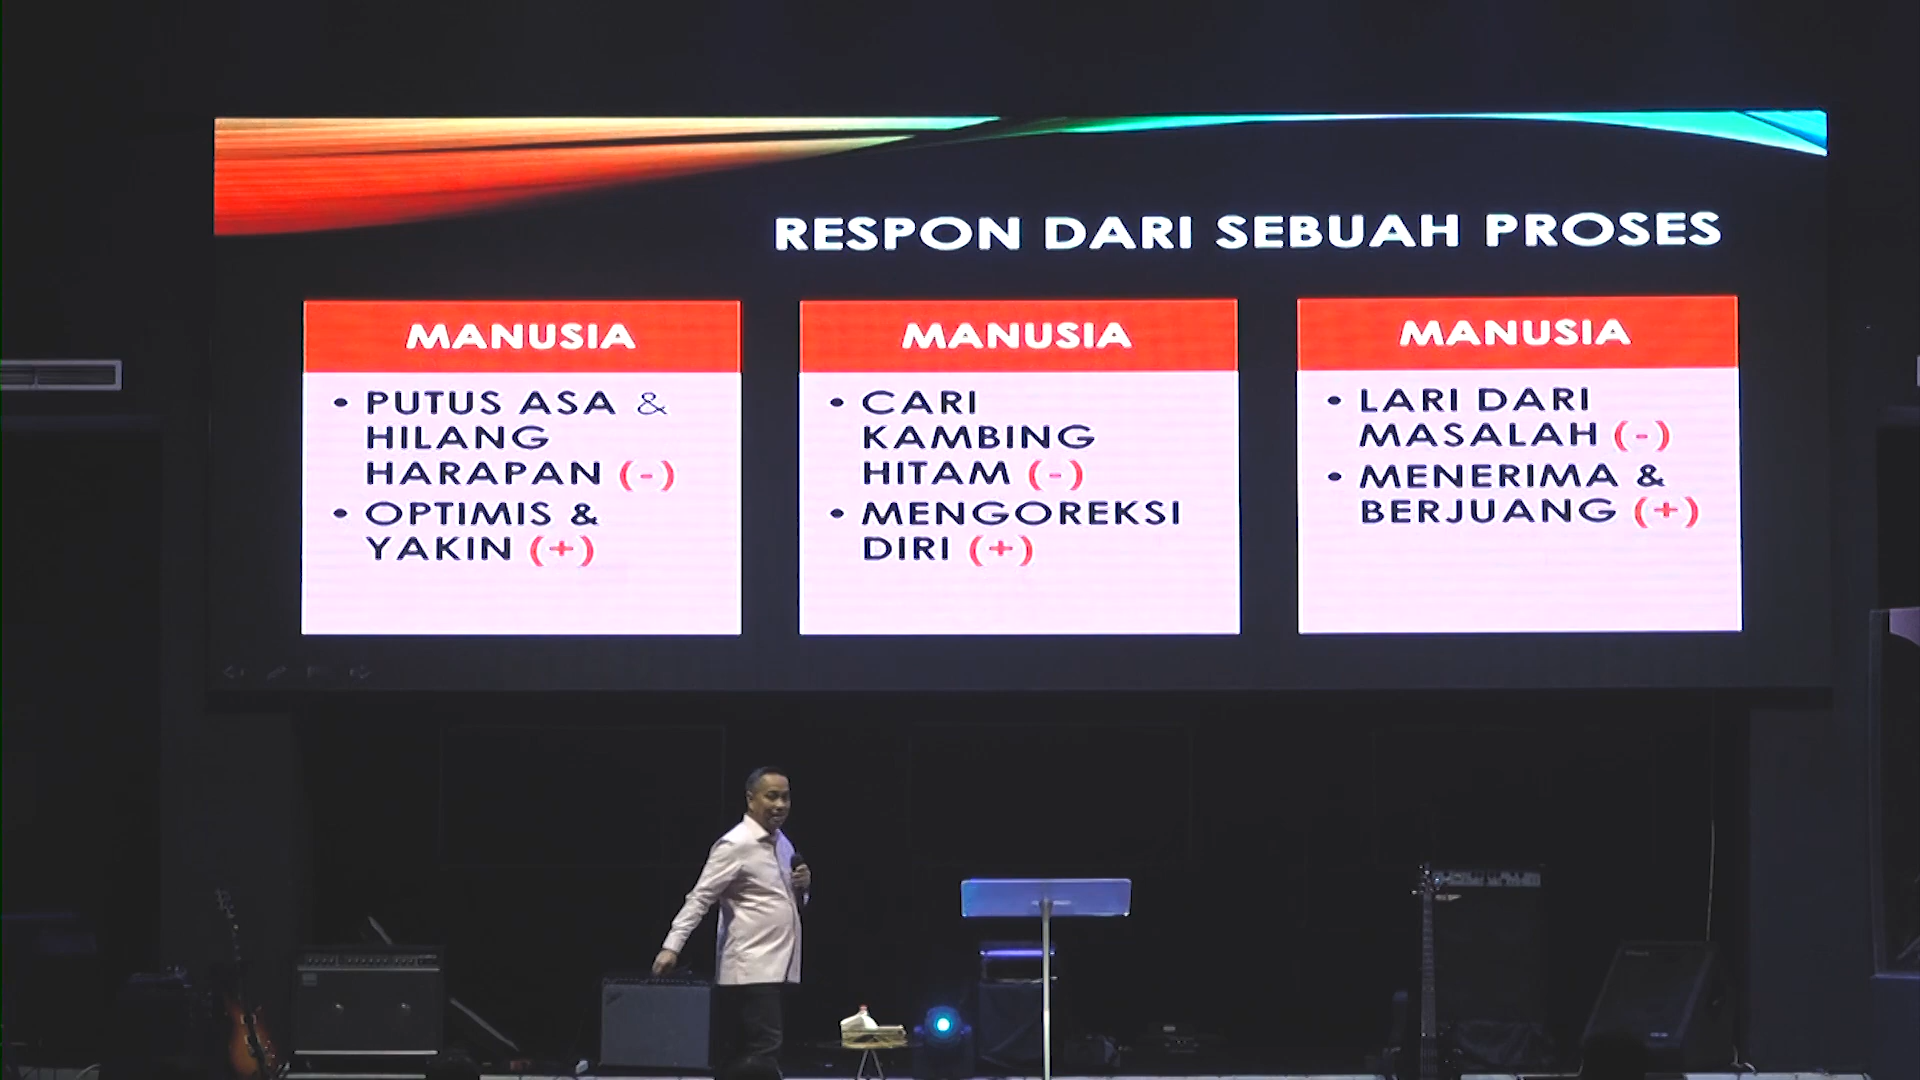 RESPON DARI SEBUAH PROSES
MANUSIA
• PUTUS ASA &
HILANG
HARAPAN (-)
• OPTIMIS &
YAKIN (+)
MANUSIA
• CARI
KAMBING
HITAM (-)
• MENGOREKSI
DIRI (+)
MANUSIA
• LARI DARI
MASALAH (-)
• MENERIMA &
BERJUANG (+)